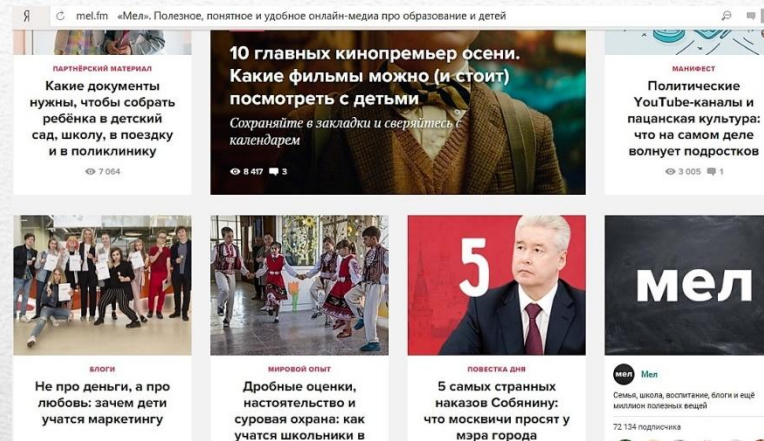 Я mel.fm «Мел». Полезное, понятное и удобное онлайн-медиа про образование и детей
ПАРТНЁРСКИЙ МАТЕРИАЛ
Какие документы
нужны, чтобы собрать
ребёнка в детский
сад, школу, в поездку
и в поликлинику
7 064
10 главных кинопремьер осени.
Какие фильмы можно (и стоит)
посмотреть с детьми
Сохраняйте в закладки и сверяйтесь с
календарем
8 417 3
МАНИФЕСТ
Политические
YouTube-каналы и
пацанская культура:
что на самом деле
волнует подростков
3 005 1
БЛОГИ
Не про деньги, а про
любовь: зачем дети
учатся маркетингу
МИРОВОЙ ОПЫТ
Дробные оценки,
настоятельство и
суровая охрана: как
учатся школьники в
5
ПОВЕСТКА ДНЯ
5 самых странных
наказов Собянину:
что москвичи просят у
мэра города
мел
мел Мел
Семья, школа, воспитание, блоги и ещё
миллион полезных вещей
72 134 подписчика